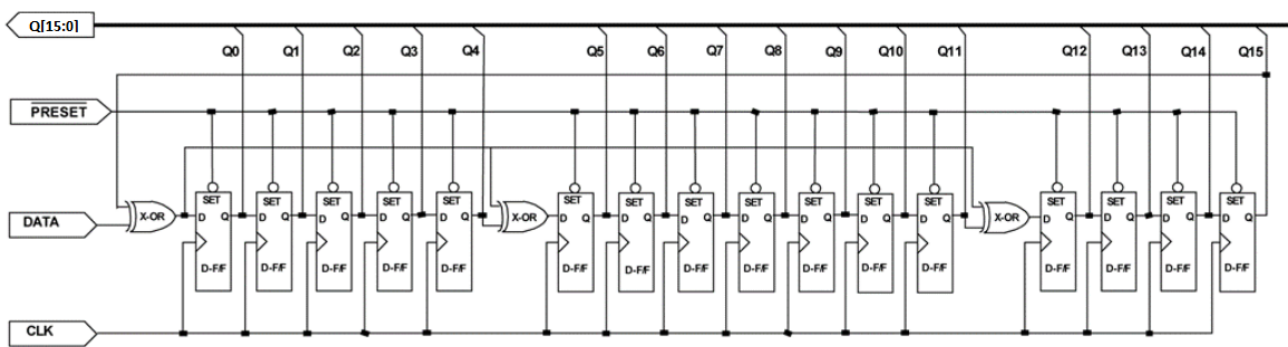 Q[15:0]
Q0 Q1 Q2 Q3 Q4 Q5 Q6 Q7 Q8 Q9 Q10 Q11 Q12 Q13 Q14 Q15
PRESET
SET SET SET SET SET SET SET SET SET SET SET SET SET SET SET SET
DATA
X-OR D Q D Q D Q D Q D Q X-OR D Q D Q D Q D Q D Q D Q D Q X-OR D Q D Q D Q D Q
D-F/F D-F/F D-F/F D-F/F D-F/F D-F/F D-F/F D-F/F D-F/F D-F/F D-F/F D-F/F D-F/F D-F/F D-F/F D-F/F
CLK